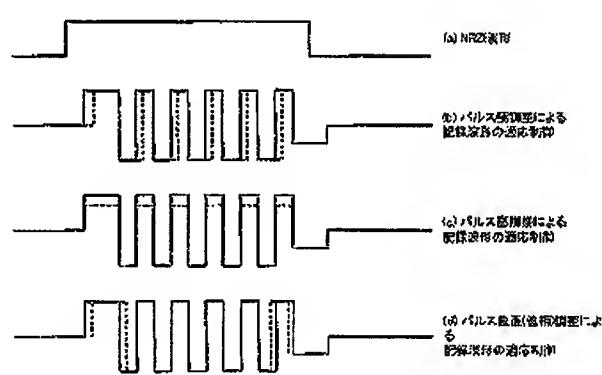 (a) NRZI波形
(b) パルス幅調整による
記録波形の適応制御
(c) パルス振幅調整による
記録波形の適応制御
(d) パルス位置(位相)調整によ
る
記録波形の適応制御